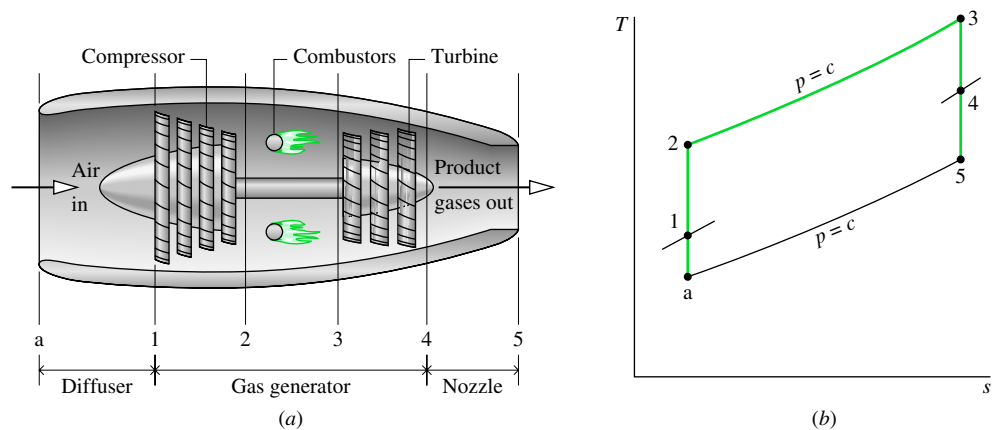 Compressor
Combustors
Turbine
Air
in
Product
gases out
a
1
2
3
4
5
Diffuser
Gas generator
Nozzle
(a)
T
3
p = c
4
2
5
1
p = c
a
s
(b)